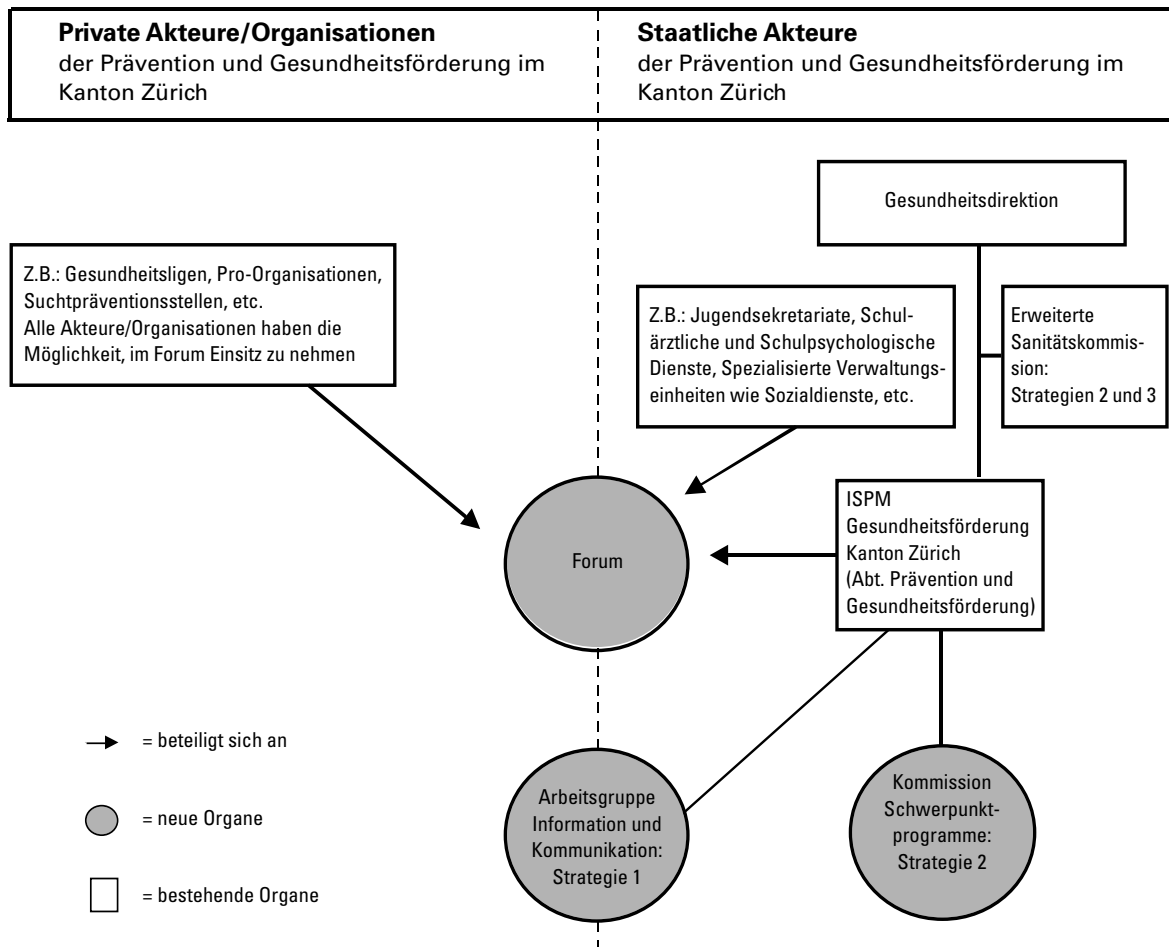 Private Akteure/Organisationen
der Prävention und Gesundheitsförderung im
Kanton Zürich
Staatliche Akteure
der Prävention und Gesundheitsförderung im
Kanton Zürich
Gesundheitsdirektion
Z.B.: Gesundheitsligen, Pro-Organisationen,
Suchtpräventionsstellen, etc.
Alle Akteure/Organisationen haben die
Möglichkeit, im Forum Einsitz zu nehmen
Z.B.: Jugendsekretariate, Schul-
ärztliche und Schulpsychologische
Dienste, Spezialisierte Verwaltungs-
einheiten wie Sozialdienste, etc.
Erweiterte
Sanitätskommis-
sion:
Strategien 2 und 3
ISPM
Gesundheitsförderung
Kanton Zürich
(Abt. Prävention und
Gesundheitsförderung)
Forum
Arbeitsgruppe
Information und
Kommunikation:
Strategie 1
Kommission
Schwerpunkt-
programme:
Strategie 2
= beteiligt sich an
= neue Organe
= bestehende Organe